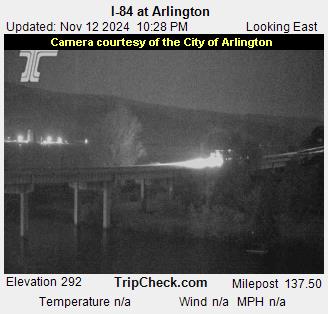 I-84 at Arlington
Updated: Nov 12 2024 10:28 PM Looking East
Camera courtesy of the City of Arlington
Elevation 292 TripCheck.com Milepost 137.50
Temperature n/a Wind n/a MPH n/a